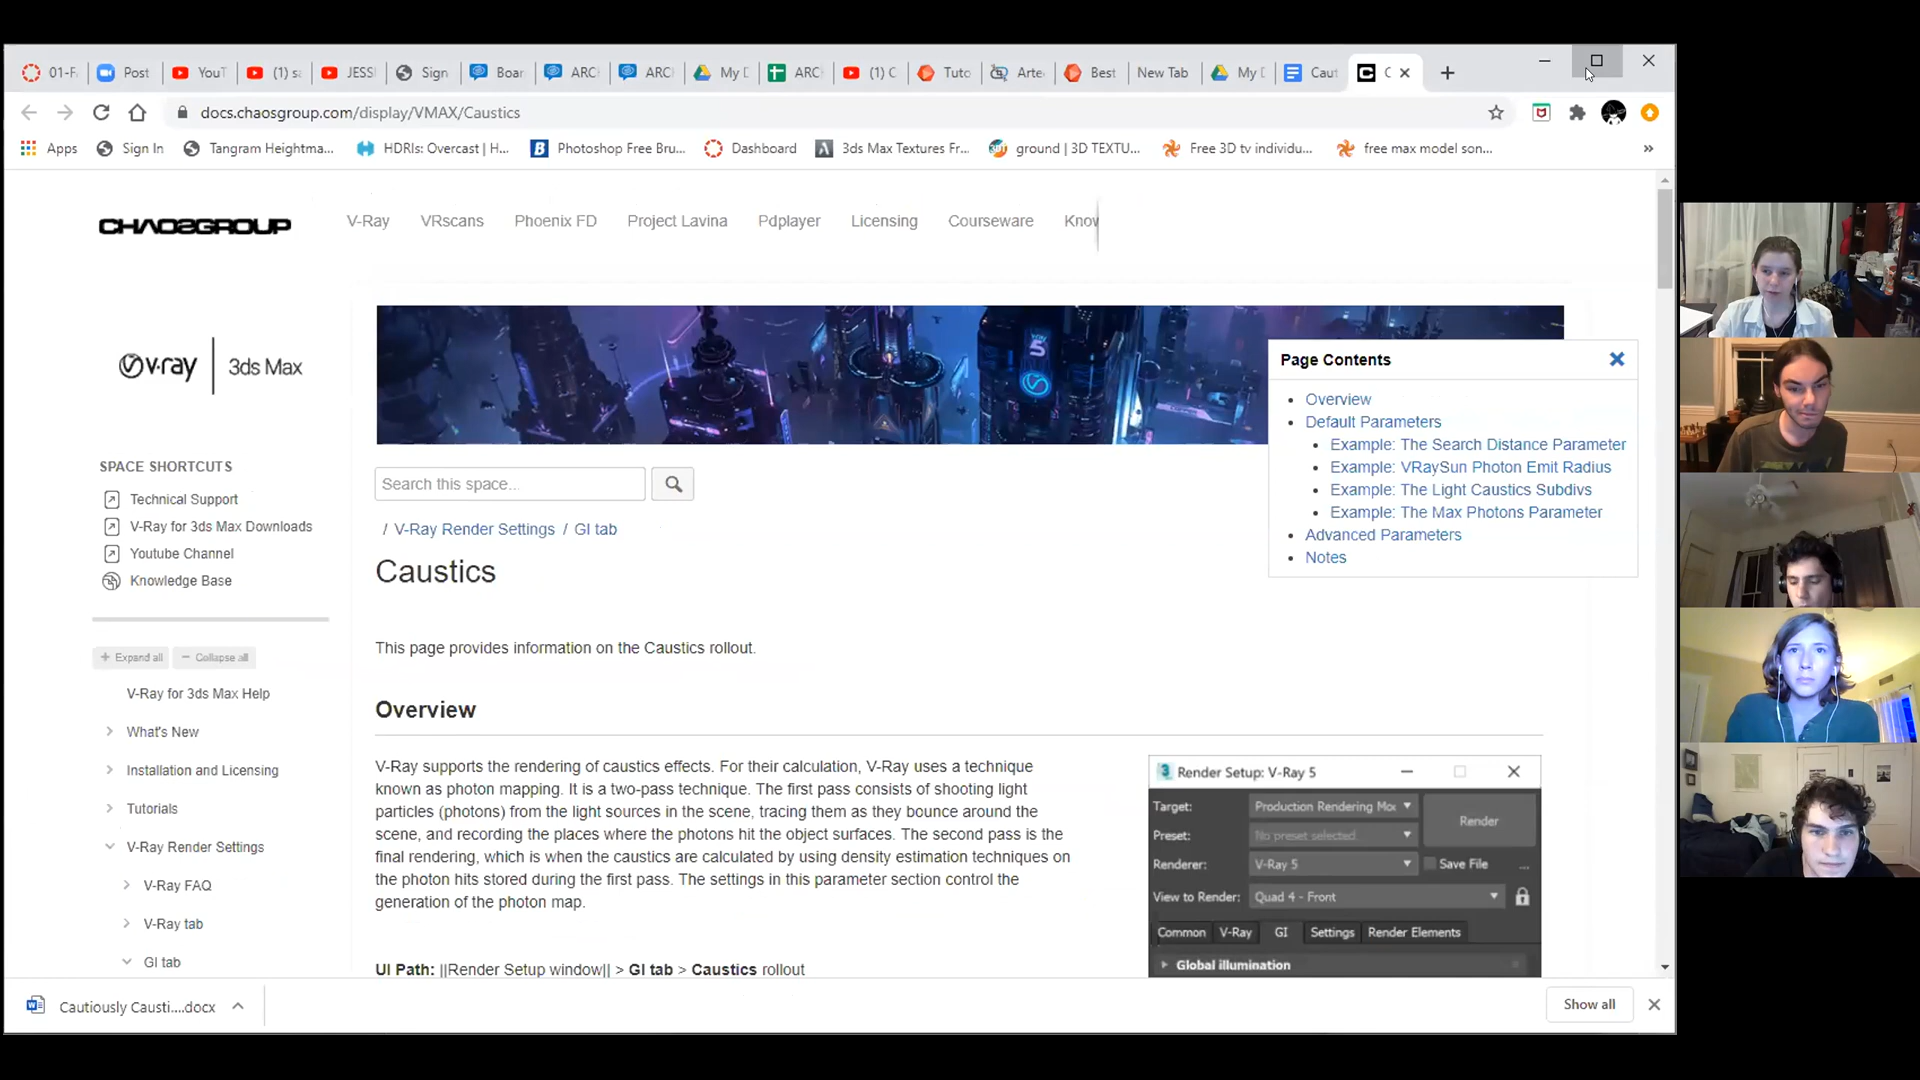 01-F
Post
YouT
(1) s
JESS
Sign
Boar
ARC
ARC
My D
ARC
(1) C
Tuto
Arte
Best
New Tab
My D
Caut
C
docs.chaosgroup.com/display/VMAX/Caustics
Apps
Sign In
Tangram Heightma...
HDRIs: Overcast | H...
Photoshop Free Bru...
Dashboard
3ds Max Textures Fr...
ground | 3D TEXTU...
Free 3D tv individu...
free max model son...
»
CHAOSGROUP
V-Ray
VRscans
Phoenix FD
Project Lavina
Pdplayer
Licensing
Courseware
Know
v-ray | 3ds Max
5
Page Contents
Overview
Default Parameters
Example: The Search Distance Parameter
Example: VRaySun Photon Emit Radius
Example: The Light Caustics Subdivs
Example: The Max Photons Parameter
Advanced Parameters
Notes
SPACE SHORTCUTS
Technical Support
V-Ray for 3ds Max Downloads
Youtube Channel
Knowledge Base
+ Expand all
− Collapse all
V-Ray for 3ds Max Help
What's New
Installation and Licensing
Tutorials
V-Ray Render Settings
V-Ray FAQ
V-Ray tab
GI tab
Search this space...
/ V-Ray Render Settings / GI tab
Caustics
This page provides information on the Caustics rollout.
Overview
V-Ray supports the rendering of caustics effects. For their calculation, V-Ray uses a technique
known as photon mapping. It is a two-pass technique. The first pass consists of shooting light
particles (photons) from the light sources in the scene, tracing them as they bounce around the
scene, and recording the places where the photons hit the object surfaces. The second pass is the
final rendering, which is when the caustics are calculated by using density estimation techniques on
the photon hits stored during the first pass. The settings in this parameter section control the
generation of the photon map.
UI Path: ||Render Setup window|| > GI tab > Caustics rollout
3 Render Setup: V-Ray 5
Target: Production Rendering Mo
Render
Preset: No preset selected
Renderer: V-Ray 5
Save File ...
View to Render: Quad 4 - Front
Common V-Ray GI Settings Render Elements
Global illumination
Cautiously Causti....docx
Show all